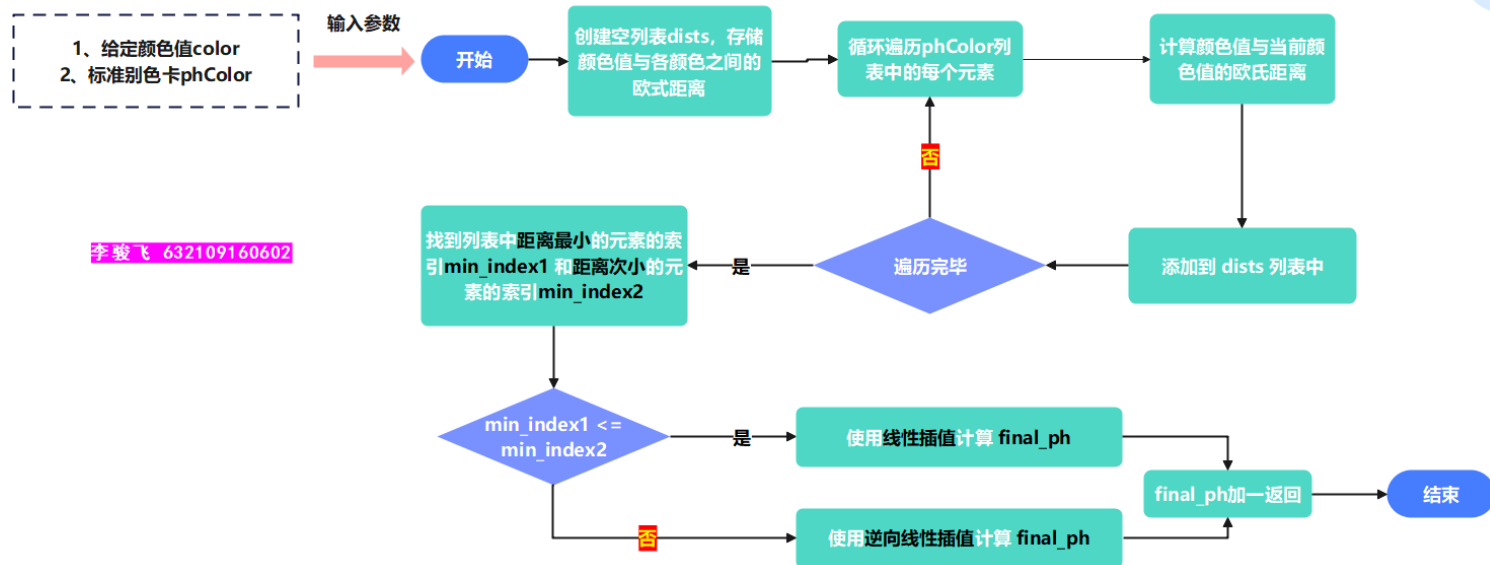 1、给定颜色值color
2、标准别色卡phColor
输入参数
开始
创建空列表dists，存储
颜色值与各颜色之间的
欧式距离
循环遍历phColor列
表中的每个元素
计算颜色值与当前颜
色值的欧氏距离
否
李骏飞 632109160602
找到列表中距离最小的元素的索
引min_index1 和距离次小的元
素的索引min_index2
是
遍历完毕
添加到 dists 列表中
min_index1 <=
min_index2
是
使用线性插值计算 final_ph
final_ph加一返回
结束
否
使用逆向线性插值计算 final_ph